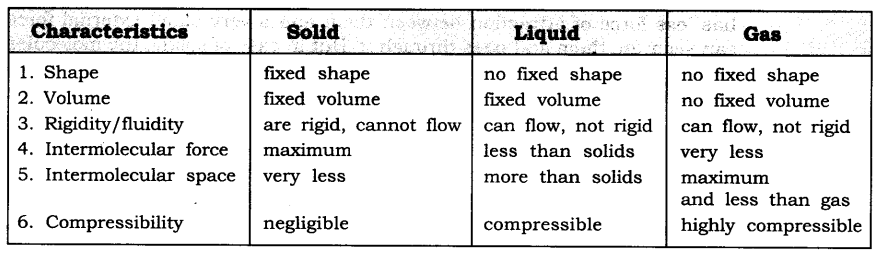 Characteristics Solid Liquid Gas
1. Shape fixed shape no fixed shape no fixed shape
2. Volume fixed volume fixed volume no fixed volume
3. Rigidity/fluidity are rigid, cannot flow can flow, not rigid can flow, not rigid
4. Intermolecular force maximum less than solids very less
5. Intermolecular space very less more than solids maximum
and less than gas
6. Compressibility negligible compressible highly compressible